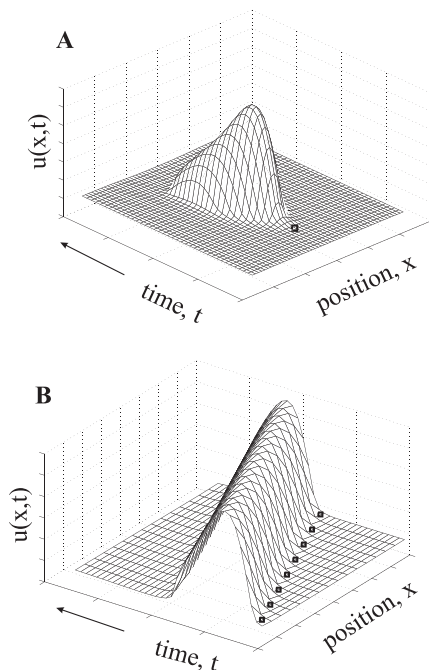 A
u(x,t)
time, t
position, x
B
u(x,t)
time, t
position, x